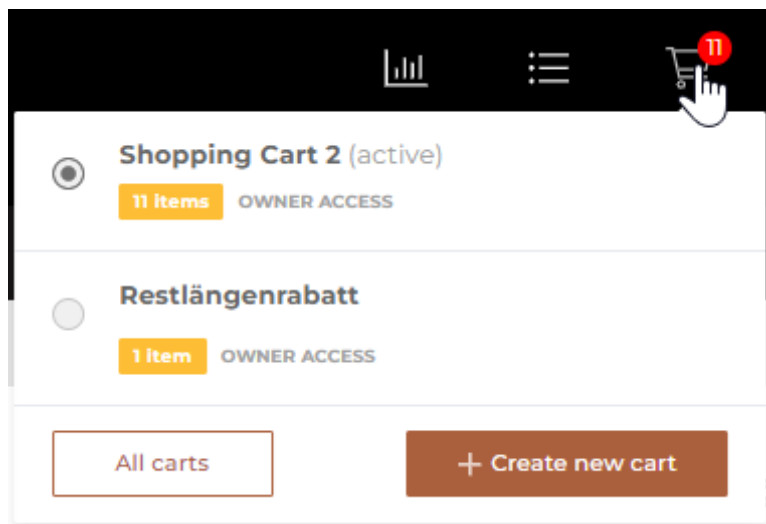 11
Shopping Cart 2 (active)
11 items OWNER ACCESS
Restlängenrabatt
1 item OWNER ACCESS
All carts
+ Create new cart